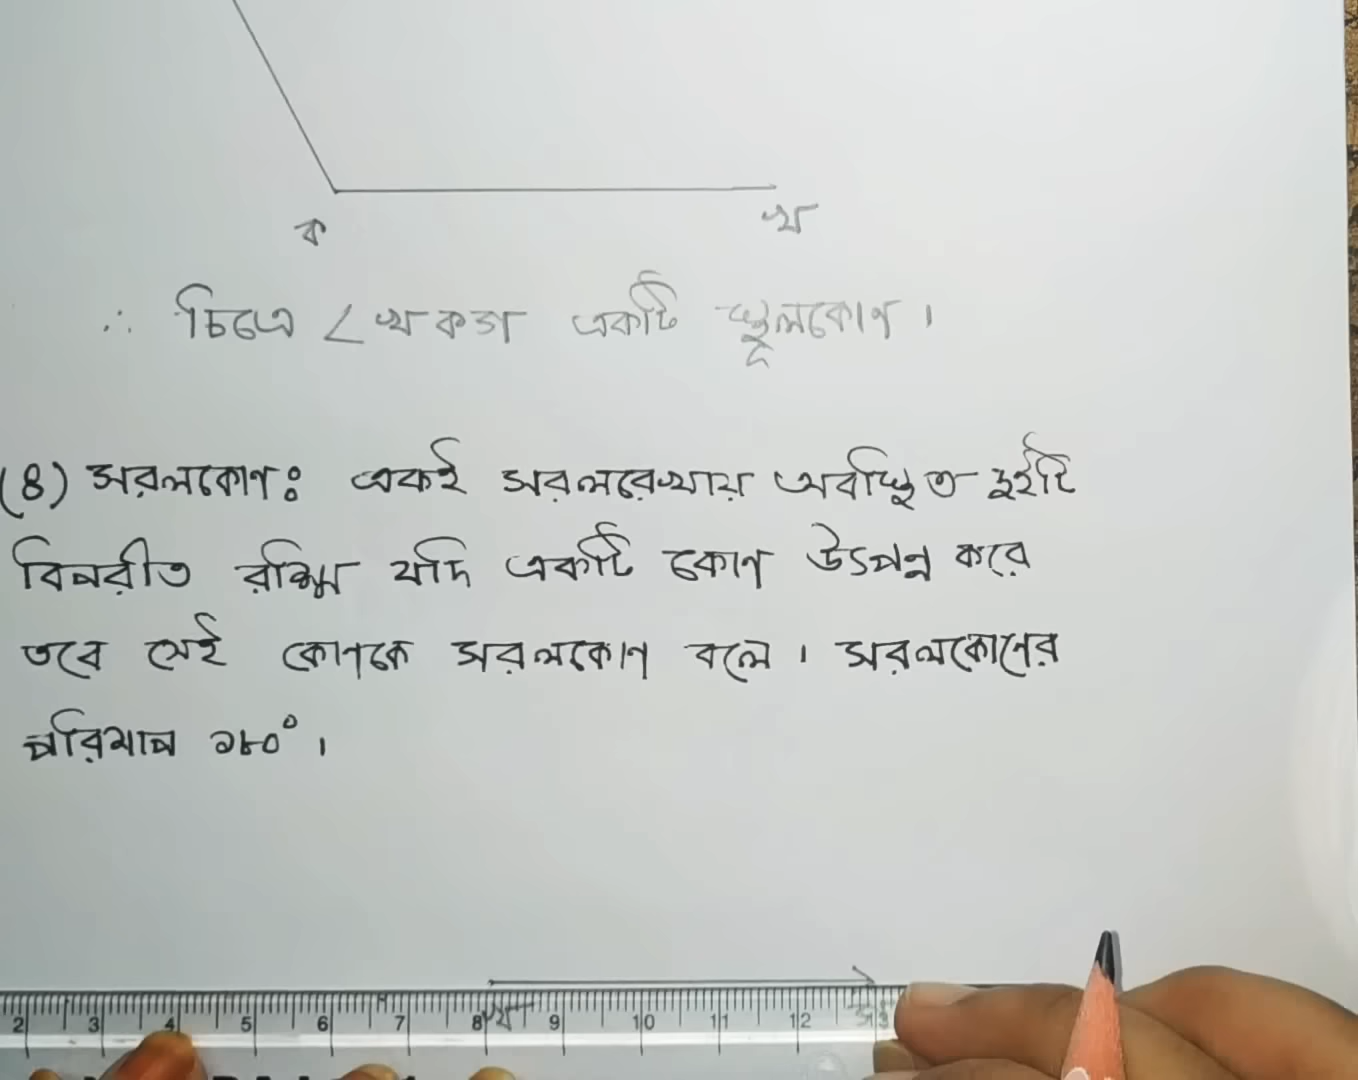 ক খ
∴ চিত্রে ∠খকগ একটি স্থূলকোণ।
(৪) সরলকোণঃ একই সরলরেখায় অবস্থিত দুইটি
বিপরীত রশ্মি যদি একটি কোণ উৎপন্ন করে
তবে সেই কোণকে সরলকোণ বলে। সরলকোণের
পরিমাপ ১৮০°।
2 3 4 5 6 7 8 9 10 11 12 13
খ